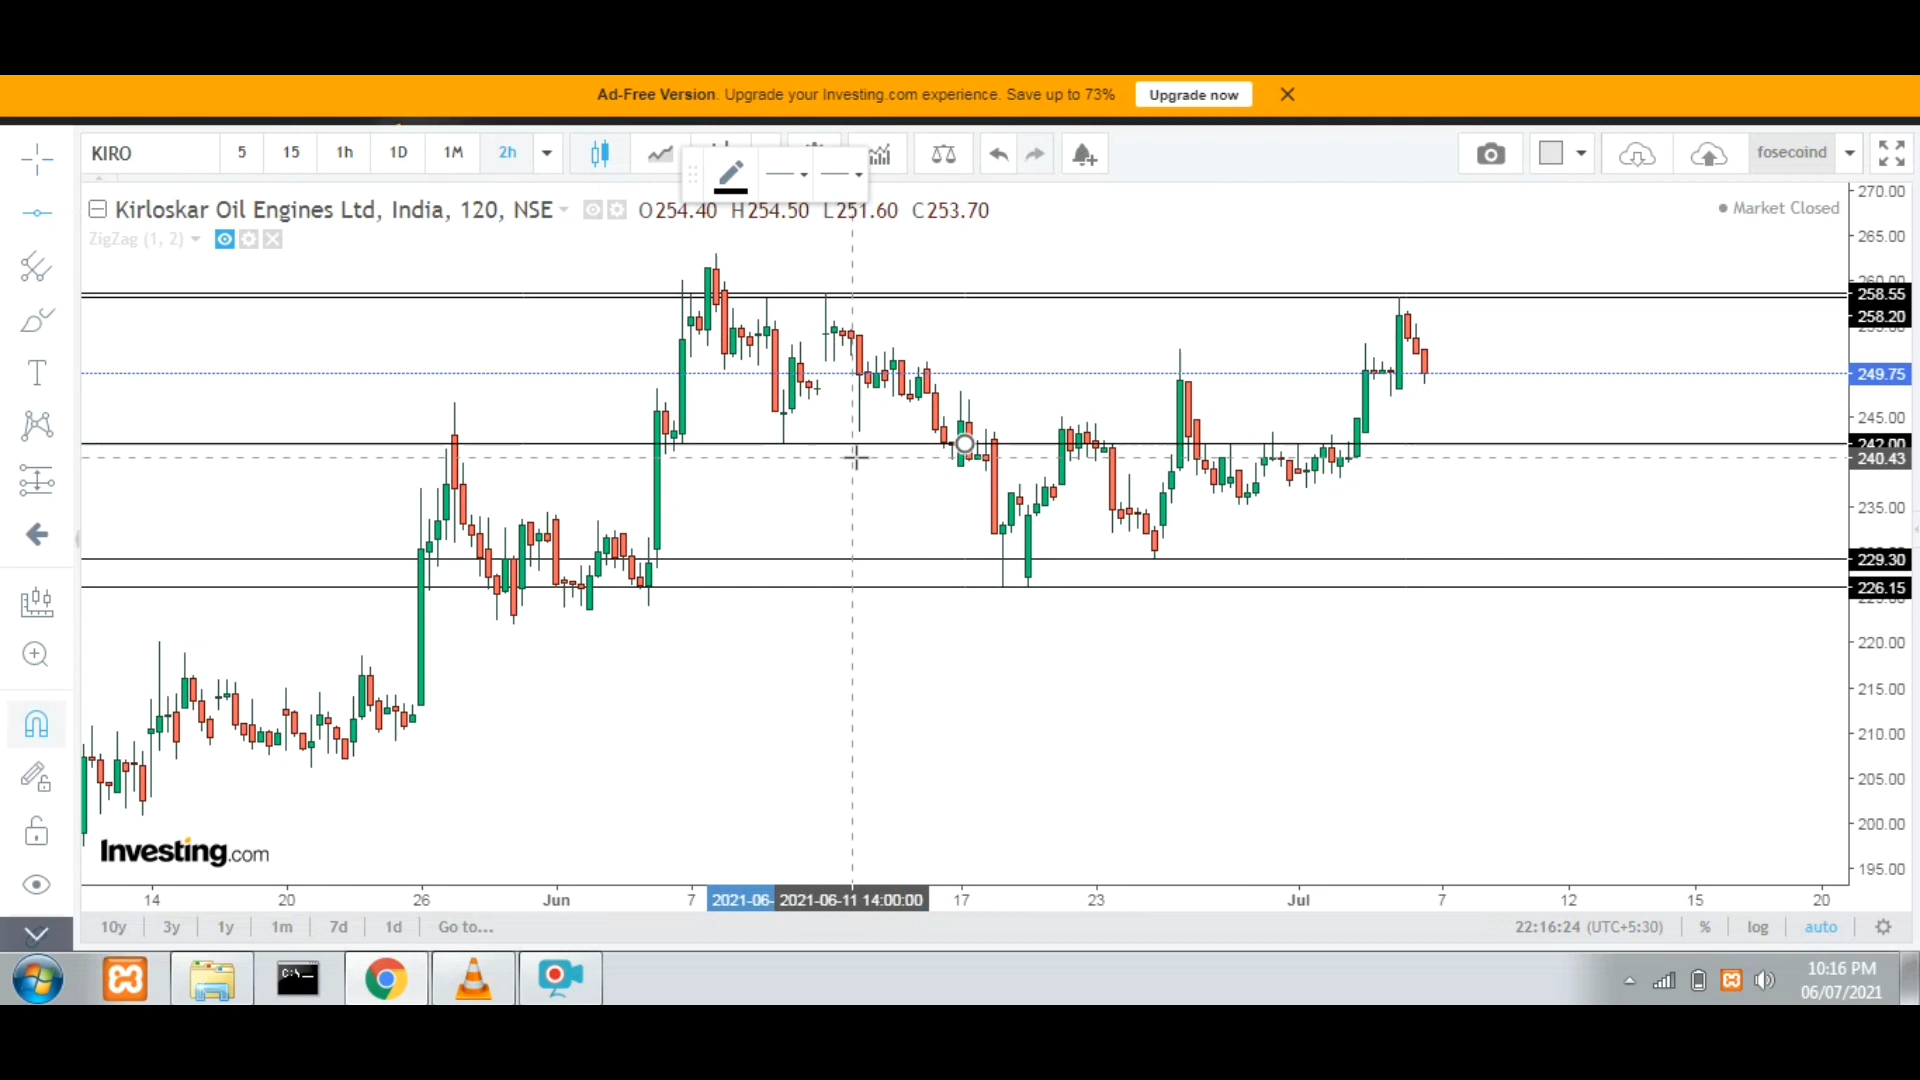 Ad-Free Version. Upgrade your Investing.com experience. Save up to 73% Upgrade now
KIRO 5 15 1h 1D 1M 2h fosecoind
Kirloskar Oil Engines Ltd, India, 120, NSE O254.40 H254.50 L251.60 C253.70
Market Closed
ZigZag (1, 2)
270.00
265.00
260.00
258.55
258.20
249.75
245.00
242.00
240.43
235.00
229.30
226.15
220.00
215.00
210.00
205.00
200.00
195.00
Investing.com
14 20 26 Jun 7 2021-06- 2021-06-11 14:00:00 17 23 Jul 7 12 15 20
10y 3y 1y 1m 7d 1d Go to... 22:16:24 (UTC+5:30) % log auto
10:16 PM
06/07/2021